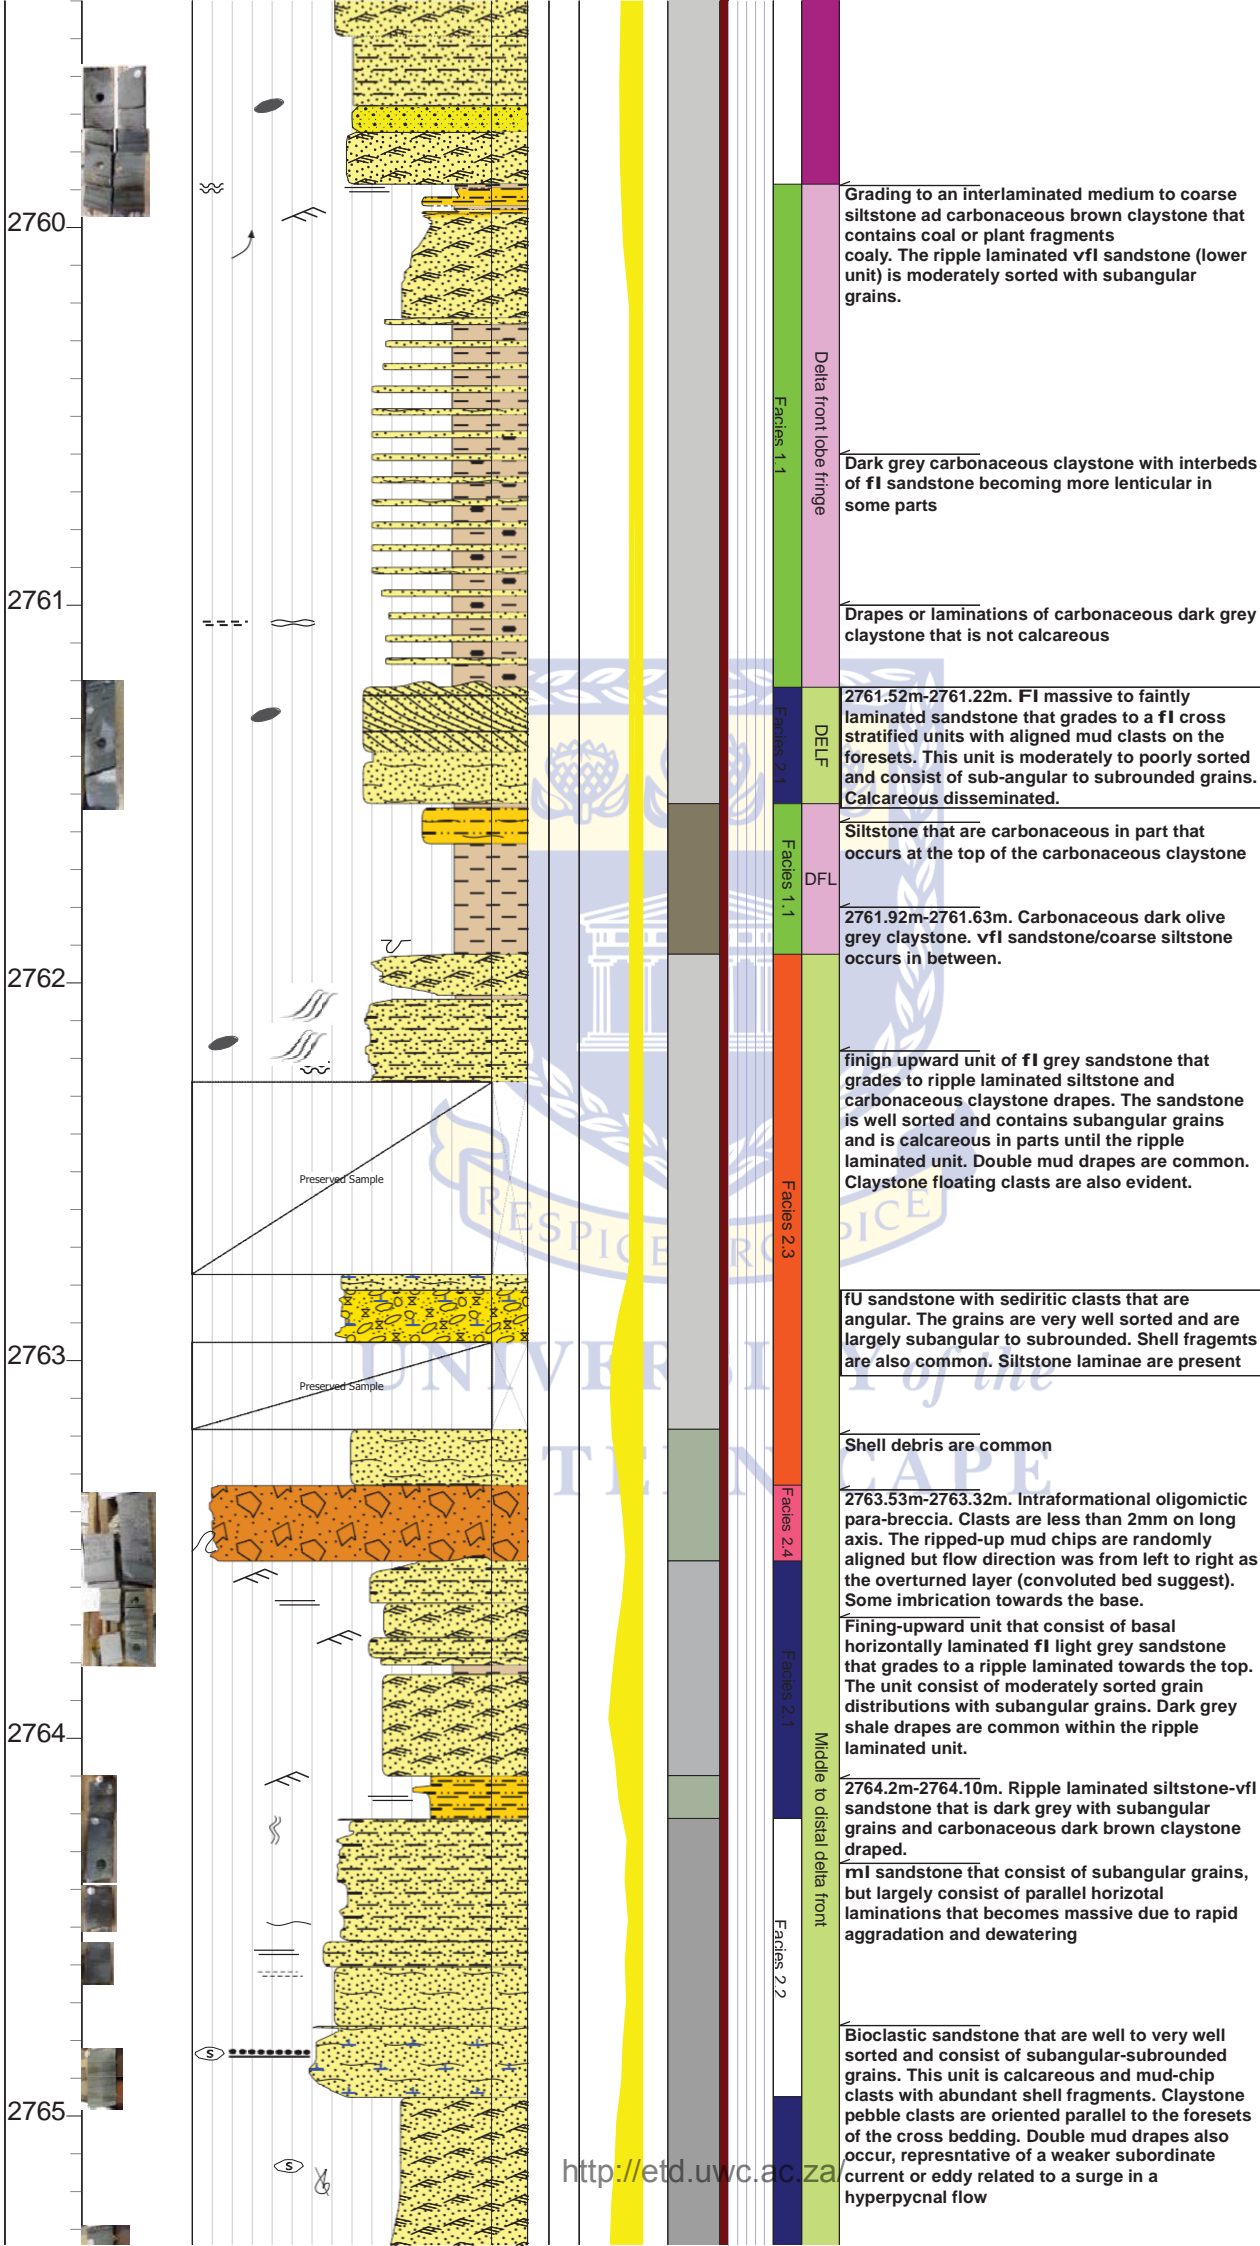 2760
2761
2762
2763
2764
2765
Preserved Sample
Preserved Sample
Facies 1.1
Facies 2.1
Facies 1.1
Facies 2.3
Facies 2.4
Facies 2.1
Facies 2.2
Delta front lobe fringe
DELF
DFL
Middle to distal delta front
Grading to an interlaminated medium to coarse
siltstone ad carbonaceous brown claystone that
contains coal or plant fragments
coaly. The ripple laminated vfl sandstone (lower
unit) is moderately sorted with subangular
grains.
Dark grey carbonaceous claystone with interbeds
of fl sandstone becoming more lenticular in
some parts
Drapes or laminations of carbonaceous dark grey
claystone that is not calcareous
2761.52m-2761.22m. Fl massive to faintly
laminated sandstone that grades to a fl cross
stratified units with aligned mud clasts on the
foresets. This unit is moderately to poorly sorted
and consist of sub-angular to subrounded grains.
Calcareous disseminated.
Siltstone that are carbonaceous in part that
occurs at the top of the carbonaceous claystone
2761.92m-2761.63m. Carbonaceous dark olive
grey claystone. vfl sandstone/coarse siltstone
occurs in between.
finign upward unit of fl grey sandstone that
grades to ripple laminated siltstone and
carbonaceous claystone drapes. The sandstone
is well sorted and contains subangular grains
and is calcareous in parts until the ripple
laminated unit. Double mud drapes are common.
Claystone floating clasts are also evident.
fU sandstone with sediritic clasts that are
angular. The grains are very well sorted and are
largely subangular to subrounded. Shell fragemts
are also common. Siltstone laminae are present
Shell debris are common
2763.53m-2763.32m. Intraformational oligomictic
para-breccia. Clasts are less than 2mm on long
axis. The ripped-up mud chips are randomly
aligned but flow direction was from left to right as
the overturned layer (convoluted bed suggest).
Some imbrication towards the base.
Fining-upward unit that consist of basal
horizontally laminated fl light grey sandstone
that grades to a ripple laminated towards the top.
The unit consist of moderately sorted grain
distributions with subangular grains. Dark grey
shale drapes are common within the ripple
laminated unit.
2764.2m-2764.10m. Ripple laminated siltstone-vfl
sandstone that is dark grey with subangular
grains and carbonaceous dark brown claystone
draped.
ml sandstone that consist of subangular grains,
but largely consist of parallel horizotal
laminations that becomes massive due to rapid
aggradation and dewatering
Bioclastic sandstone that are well to very well
sorted and consist of subangular-subrounded
grains. This unit is calcareous and mud-chip
clasts with abundant shell fragments. Claystone
pebble clasts are oriented parallel to the foresets
of the cross bedding. Double mud drapes also
occur, represntative of a weaker subordinate
current or eddy related to a surge in a
hyperpycnal flow
S
S
RESPICE
of the
CAPE
http://etd.uwc.ac.za/